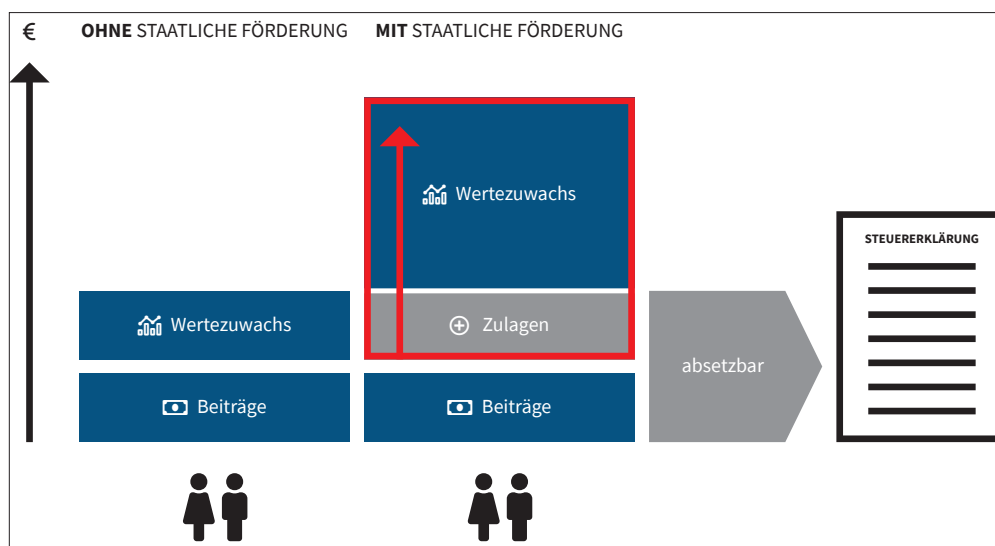 €
OHNE STAATLICHE FÖRDERUNG
MIT STAATLICHE FÖRDERUNG
Wertezuwachs
STEUERERKLÄRUNG
Wertezuwachs
Zulagen
absetzbar
Beiträge
Beiträge